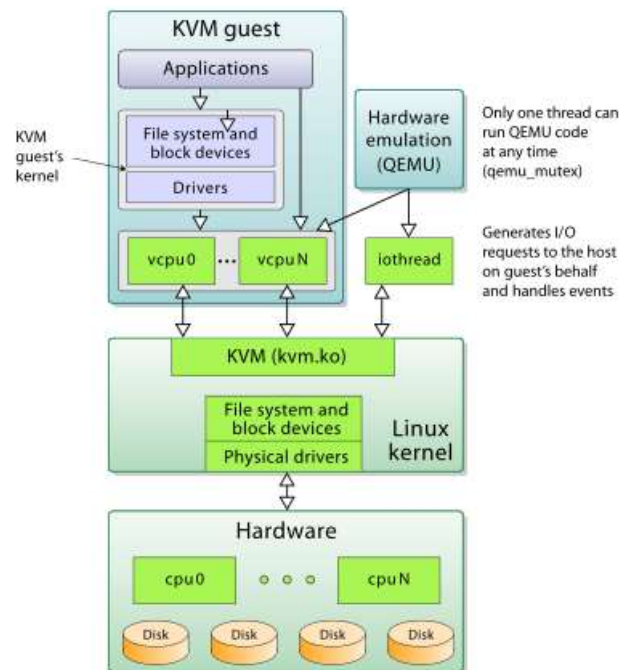 KVM guest
Applications
File system and
block devices
Drivers
KVM
guest's
kernel
Hardware
emulation
(QEMU)
Only one thread can
run QEMU code
at any time
(qemu_mutex)
vcpu0
...
vcpuN
iothread
Generates I/O
requests to the host
on guest's behalf
and handles events
KVM (kvm.ko)
File system and
block devices
Physical drivers
Linux
kernel
Hardware
cpu0
cpuN
Disk
Disk
Disk
Disk